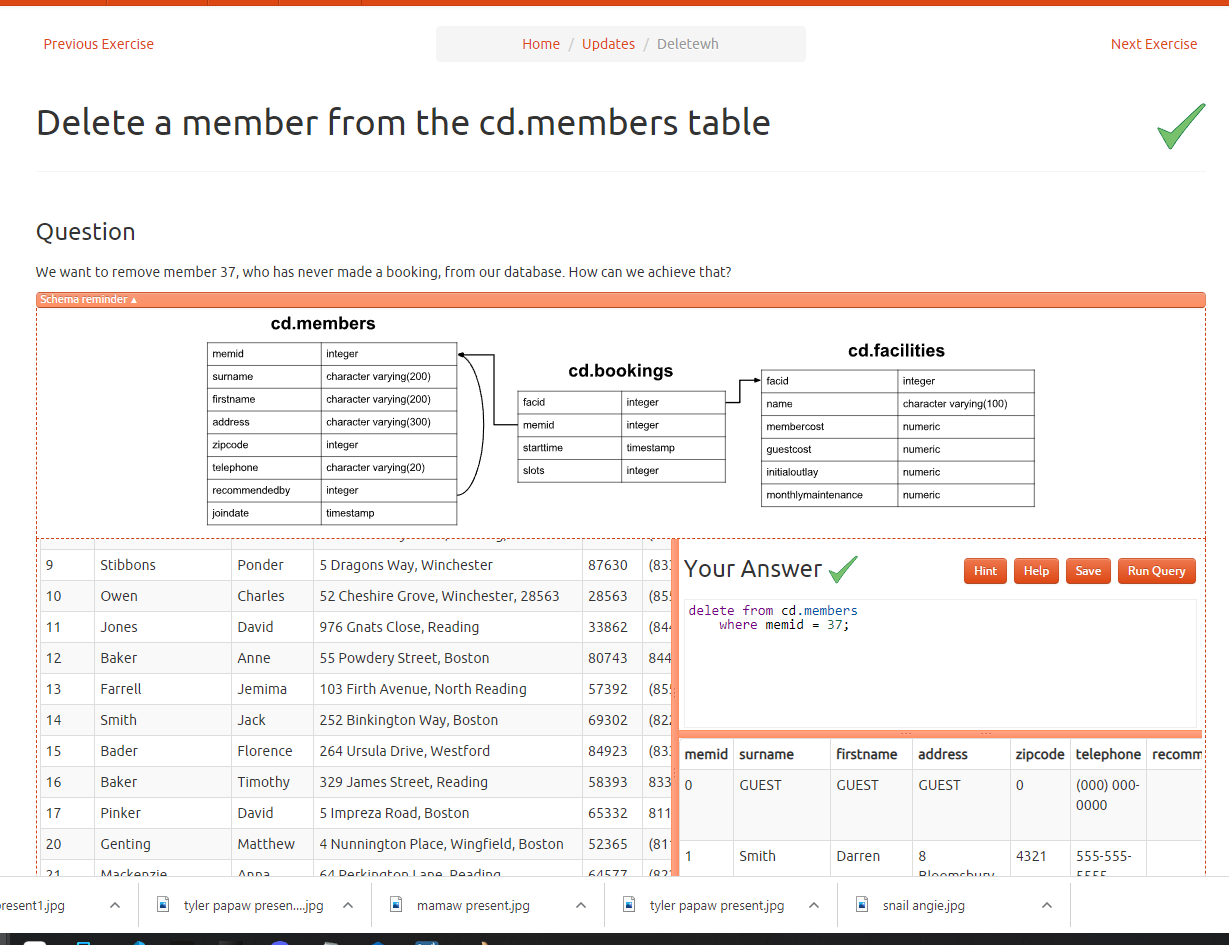 Previous Exercise
Home / Updates / Deletewh
Next Exercise
Delete a member from the cd.members table
Question
We want to remove member 37, who has never made a booking, from our database. How can we achieve that?
Schema reminder ▲
cd.members
memid integer
surname character varying(200)
firstname character varying(200)
address character varying(300)
zipcode integer
telephone character varying(20)
recommendedby integer
joindate timestamp
cd.bookings
facid integer
memid integer
starttime timestamp
slots integer
cd.facilities
facid integer
name character varying(100)
membercost numeric
guestcost numeric
initialoutlay numeric
monthlymaintenance numeric
9 Stibbons Ponder 5 Dragons Way, Winchester 87630 (83
10 Owen Charles 52 Cheshire Grove, Winchester, 28563 28563 (85
11 Jones David 976 Gnats Close, Reading 33862 (84
12 Baker Anne 55 Powdery Street, Boston 80743 844
13 Farrell Jemima 103 Firth Avenue, North Reading 57392 (85
14 Smith Jack 252 Binkington Way, Boston 69302 (82
15 Bader Florence 264 Ursula Drive, Westford 84923 (83
16 Baker Timothy 329 James Street, Reading 58393 833
17 Pinker David 5 Impreza Road, Boston 65332 811
20 Genting Matthew 4 Nunnington Place, Wingfield, Boston 52365 (81
21 Mackenzie Anna 64 Perkington Lane, Reading 64577 (82
Your Answer
Hint Help Save Run Query
delete from cd.members
where memid = 37;
memid surname firstname address zipcode telephone recomm
0 GUEST GUEST GUEST 0 (000) 000-
0000
1 Smith Darren 8 4321 555-555-
Bloomsbury 5555
resent1.jpg
tyler papaw presen....jpg
mamaw present.jpg
tyler papaw present.jpg
snail angie.jpg